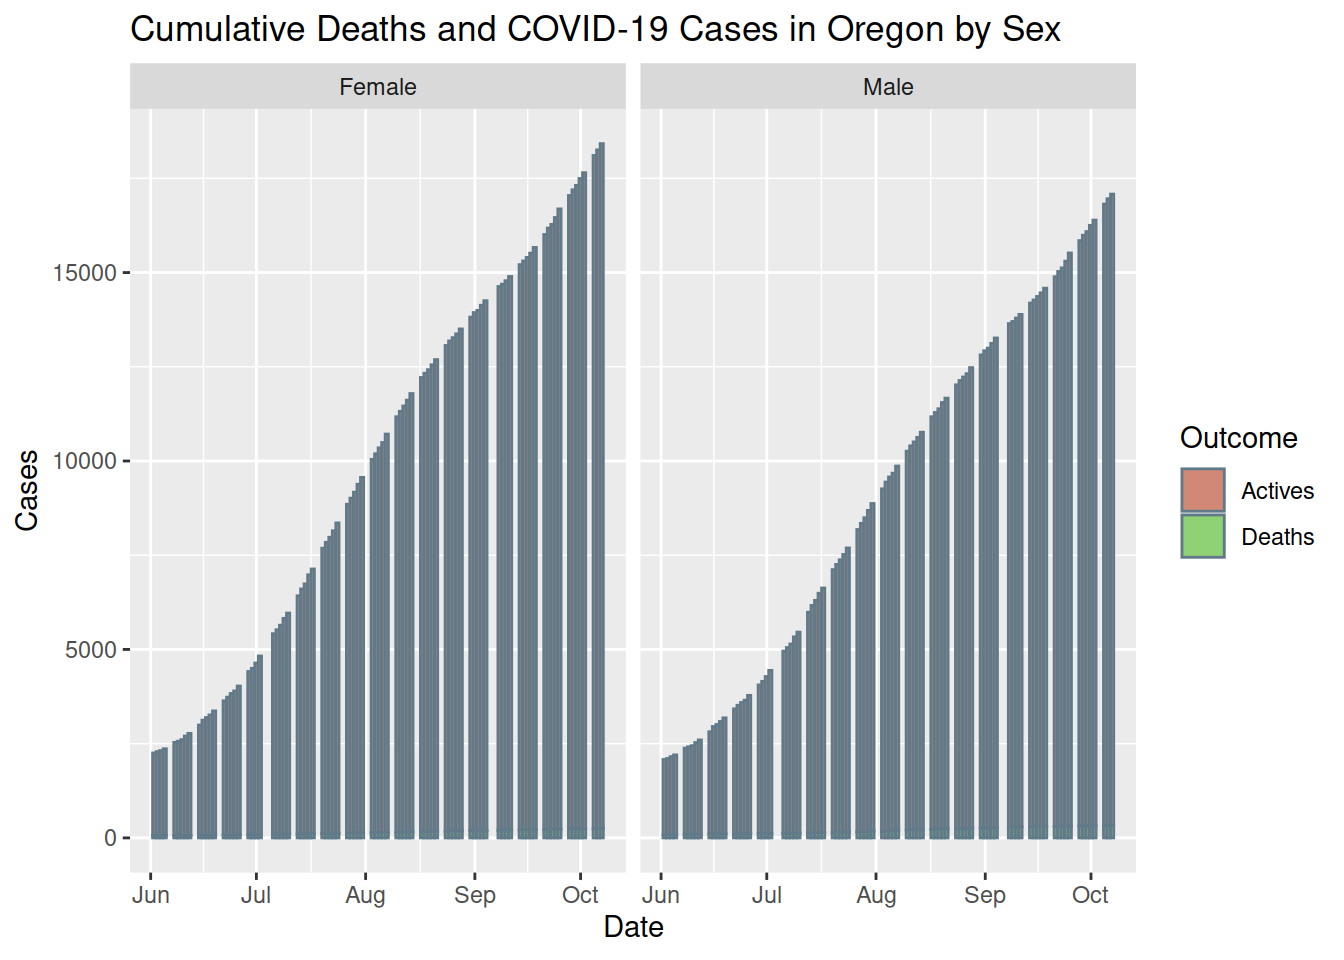 Cumulative Deaths and COVID-19 Cases in Oregon by Sex
Female
Male
15000
10000
5000
0
Cases
Jun
Jul
Aug
Sep
Oct
Jun
Jul
Aug
Sep
Oct
Date
Outcome
Actives
Deaths